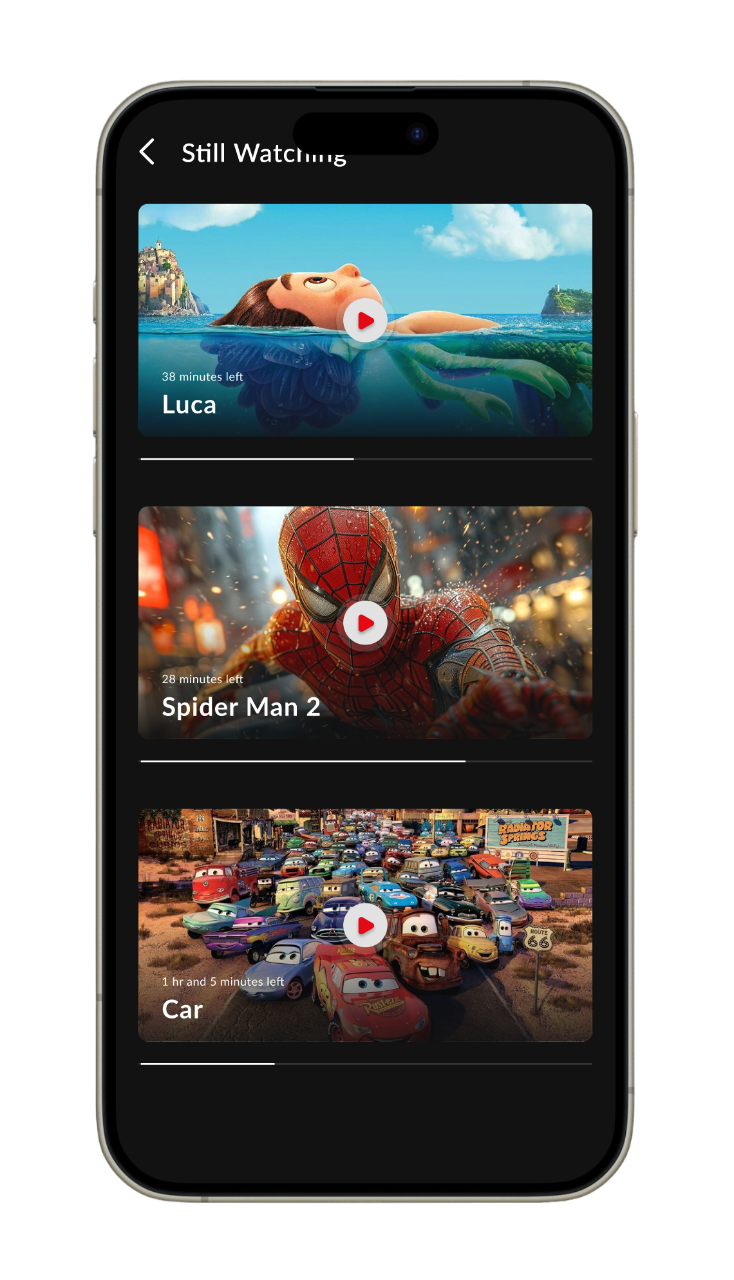 Still Watching
38 minutes left
Luca
28 minutes left
Spider Man 2
RADIATOR
SPRINGS
ROUTE
66
1 hr and 5 minutes left
Car